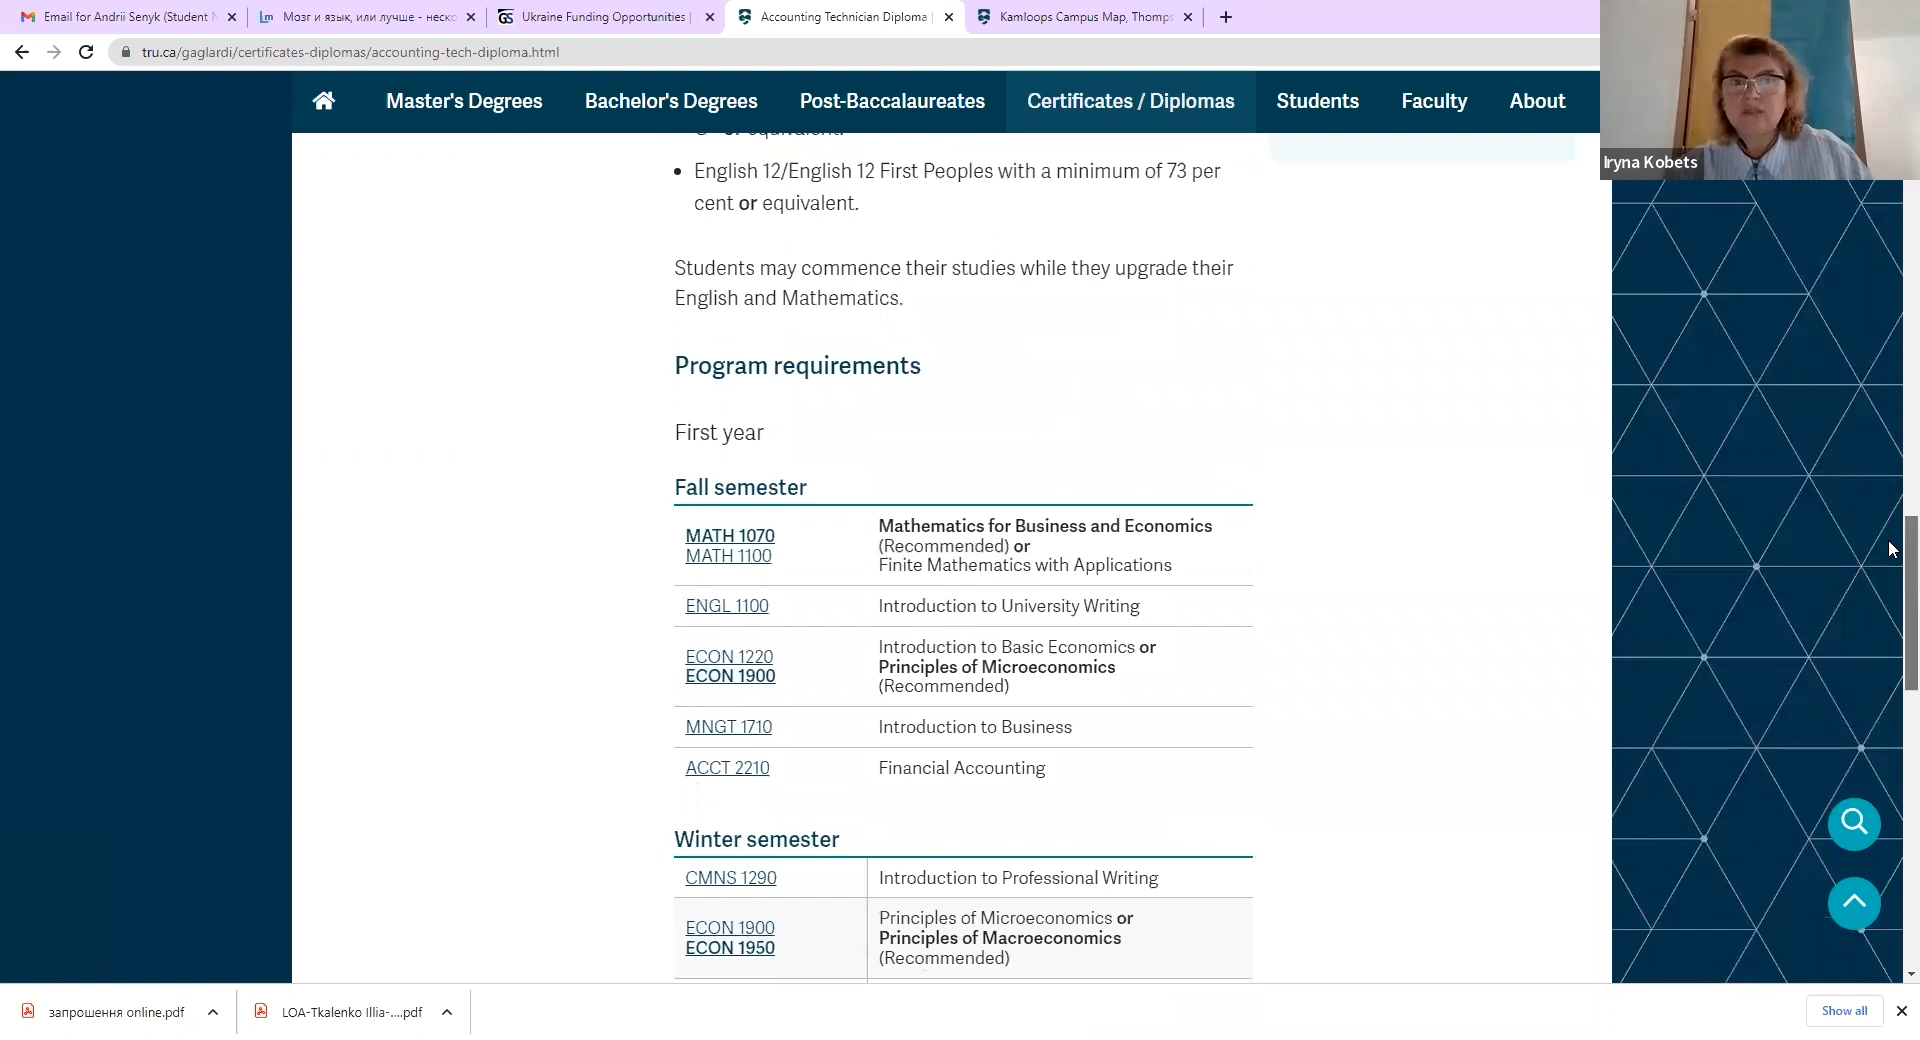 Email for Andrii Senyk (Student N
Мозг и язык, или лучше - неско
Ukraine Funding Opportunities |
Accounting Technician Diploma |
Kamloops Campus Map, Thomps
tru.ca/gaglardi/certificates-diplomas/accounting-tech-diploma.html
Master's Degrees
Bachelor's Degrees
Post-Baccalaureates
Certificates / Diplomas
Students
Faculty
About
Iryna Kobets
or equivalent.
English 12/English 12 First Peoples with a minimum of 73 per
cent or equivalent.
Students may commence their studies while they upgrade their
English and Mathematics.
Program requirements
First year
Fall semester
MATH 1070
MATH 1100
Mathematics for Business and Economics
(Recommended) or
Finite Mathematics with Applications
ENGL 1100
Introduction to University Writing
ECON 1220
ECON 1900
Introduction to Basic Economics or
Principles of Microeconomics
(Recommended)
MNGT 1710
Introduction to Business
ACCT 2210
Financial Accounting
Winter semester
CMNS 1290
Introduction to Professional Writing
ECON 1900
ECON 1950
Principles of Microeconomics or
Principles of Macroeconomics
(Recommended)
запрошення online.pdf
LOA-Tkalenko Illia-....pdf
Show all